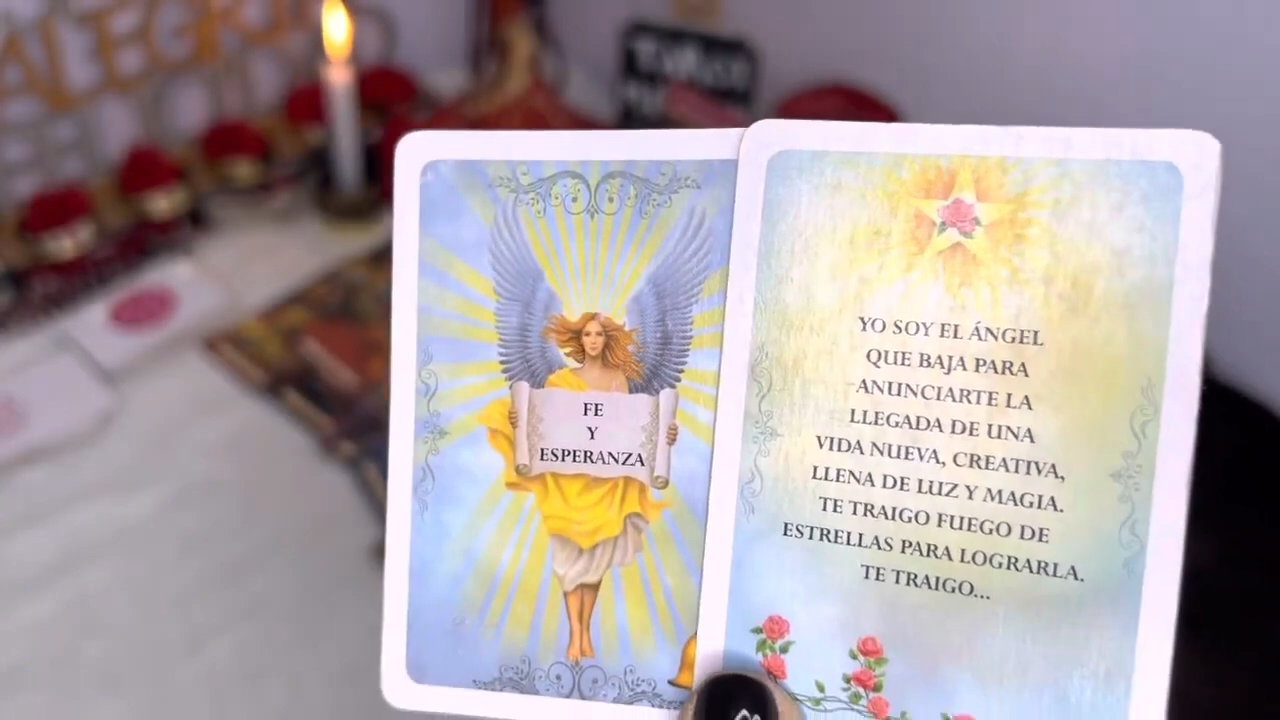 ALEGRI
FE
Y
ESPERANZA
YO SOY EL ÁNGEL
QUE BAJA PARA
ANUNCIARTE LA
LLEGADA DE UNA
VIDA NUEVA, CREATIVA,
LLENA DE LUZ Y MAGIA.
TE TRAIGO FUEGO DE
ESTRELLAS PARA LOGRARLA.
TE TRAIGO...